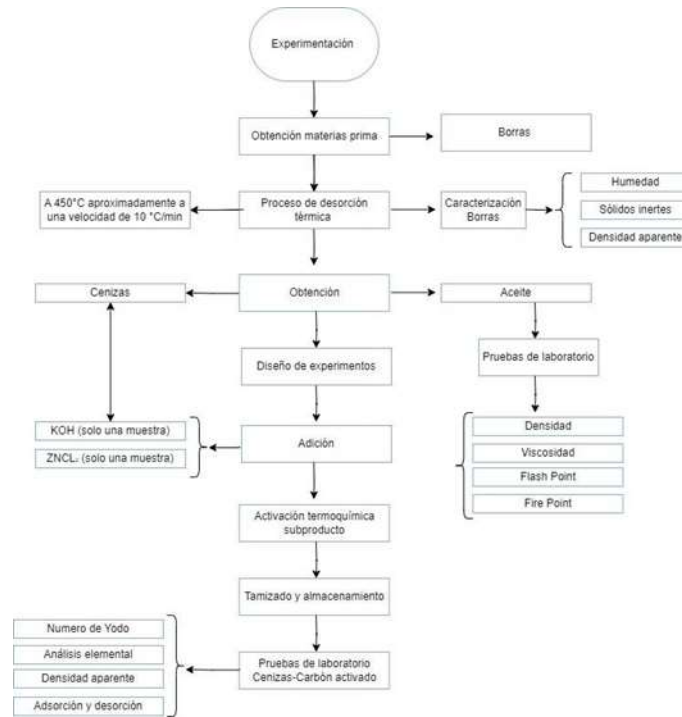 Experimentación
Obtención materias prima
Borras
A 450°C aproximadamente a
una velocidad de 10 °C/min
Proceso de desorción
térmica
Caracterización
Borras
Humedad
Sólidos inertes
Densidad aparente
Cenizas
Obtención
Aceite
Diseño de experimentos
Pruebas de laboratorio
KOH (solo una muestra)
ZNCL₂ (solo una muestra)
Adición
Densidad
Viscosidad
Flash Point
Fire Point
Activación termoquímica
subproducto
Tamizado y almacenamiento
Numero de Yodo
Análisis elemental
Densidad aparente
Adsorción y desorción
Pruebas de laboratorio
Cenizas-Carbón activado